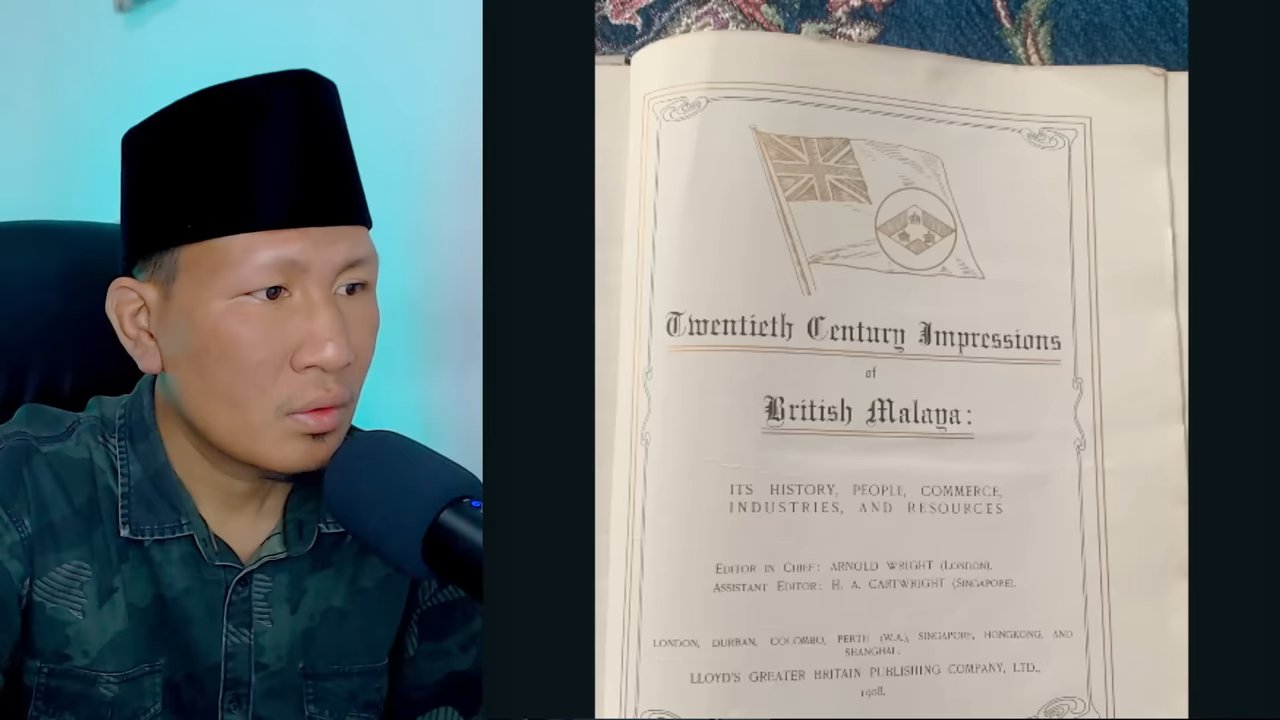 Twentieth Century Impressions
of
British Malaya:
ITS HISTORY, PEOPLE, COMMERCE,
INDUSTRIES, AND RESOURCES
EDITOR IN CHIEF: ARNOLD WRIGHT (LONDON).
ASSISTANT EDITOR: H. A. CARTWRIGHT (SINGAPORE).
LONDON, DURBAN, COLOMBO, PERTH (W.A.), SINGAPORE, HONGKONG, AND
SHANGHAI.
LLOYD'S GREATER BRITAIN PUBLISHING COMPANY, LTD.,
1908.